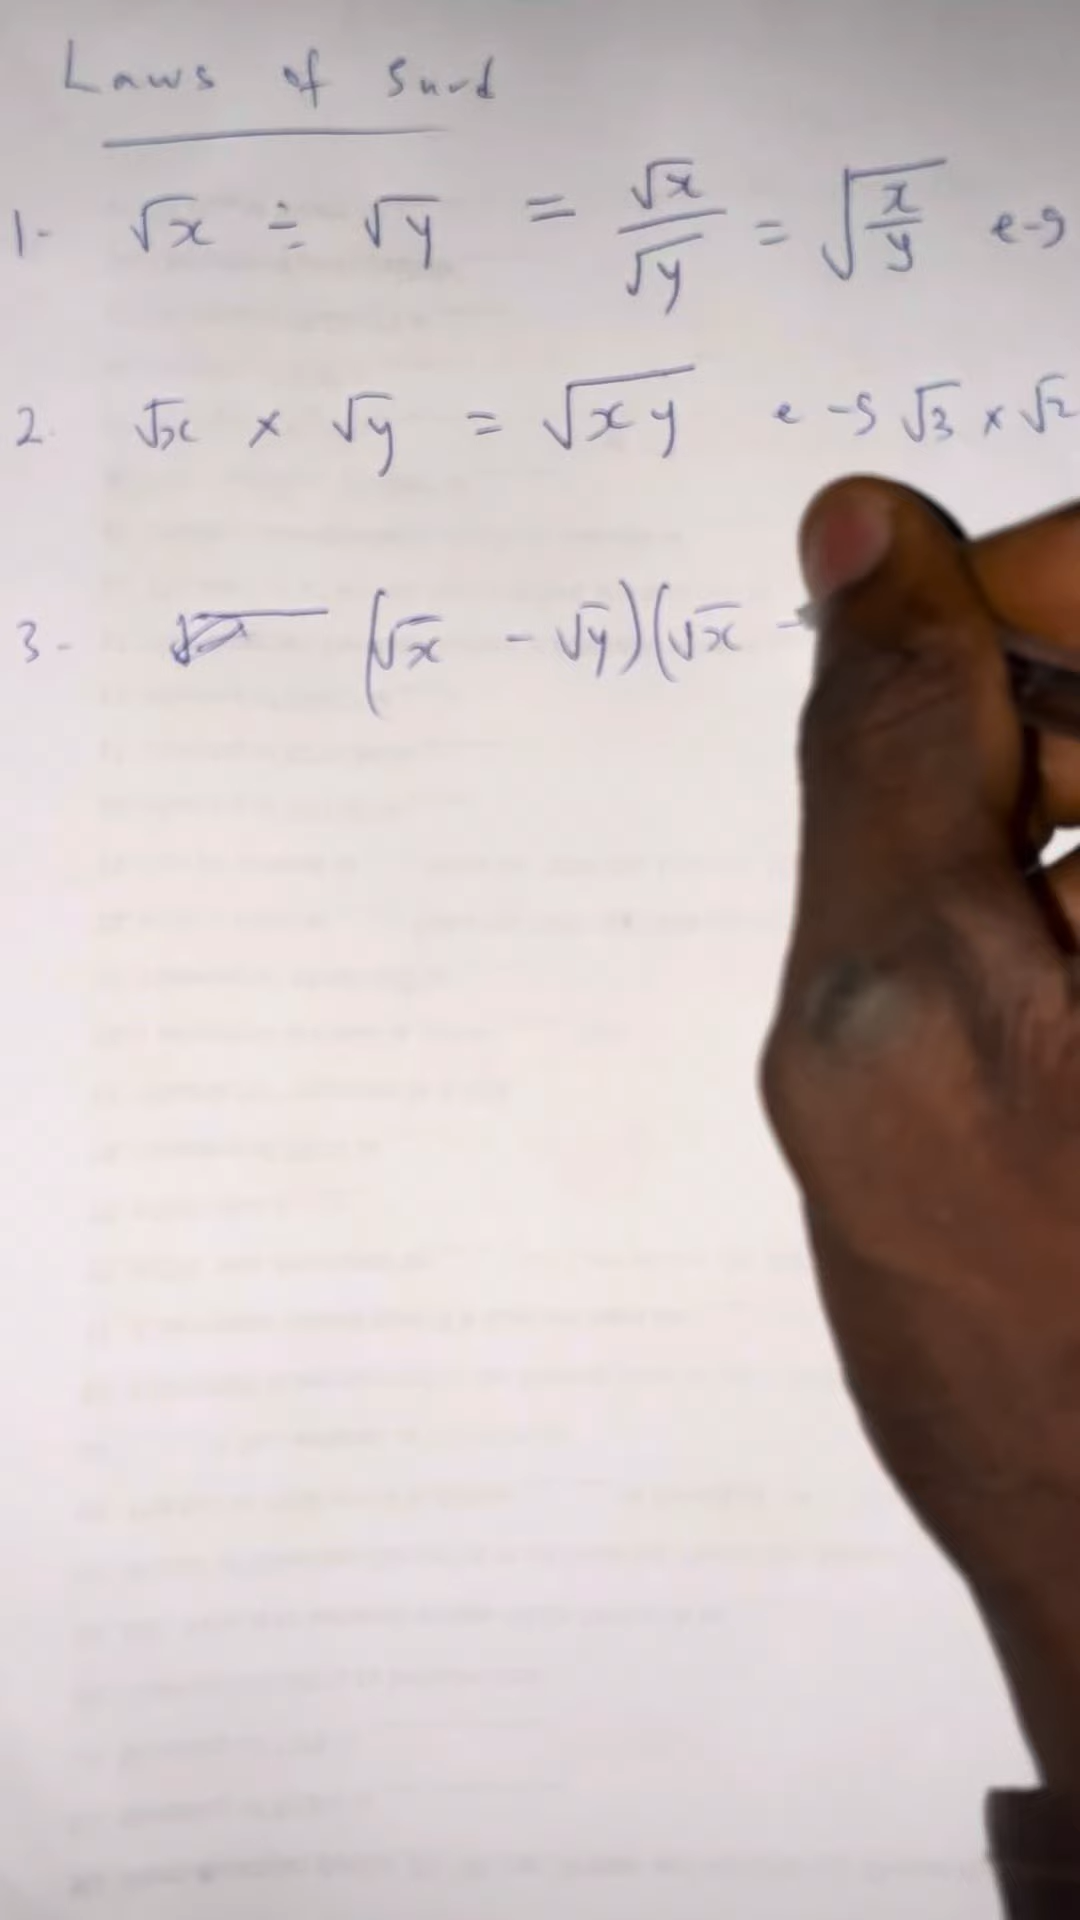 Laws of Surd
1- √x ÷ √y = √x/√y = √(x/y) e-g
2. √x × √y = √xy e-g √3 × √2
3- (√x - √y)(√x -